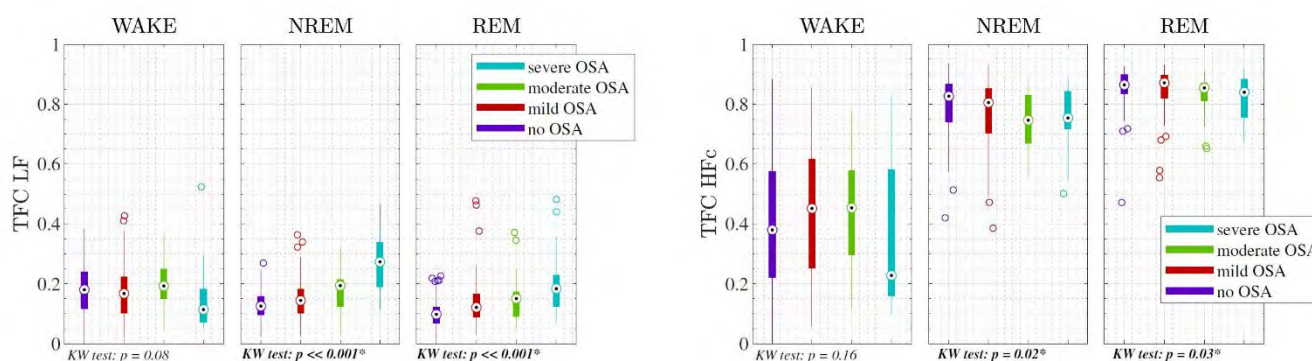 WAKE NREM REM
TFC LF
1
0.8
0.6
0.4
0.2
0
severe OSA
moderate OSA
mild OSA
no OSA
KW test: p = 0.08
KW test: p << 0.001*
KW test: p << 0.001*
WAKE NREM REM
TFC HFc
1
0.8
0.6
0.4
0.2
0
severe OSA
moderate OSA
mild OSA
no OSA
KW test: p = 0.16
KW test: p = 0.02*
KW test: p = 0.03*